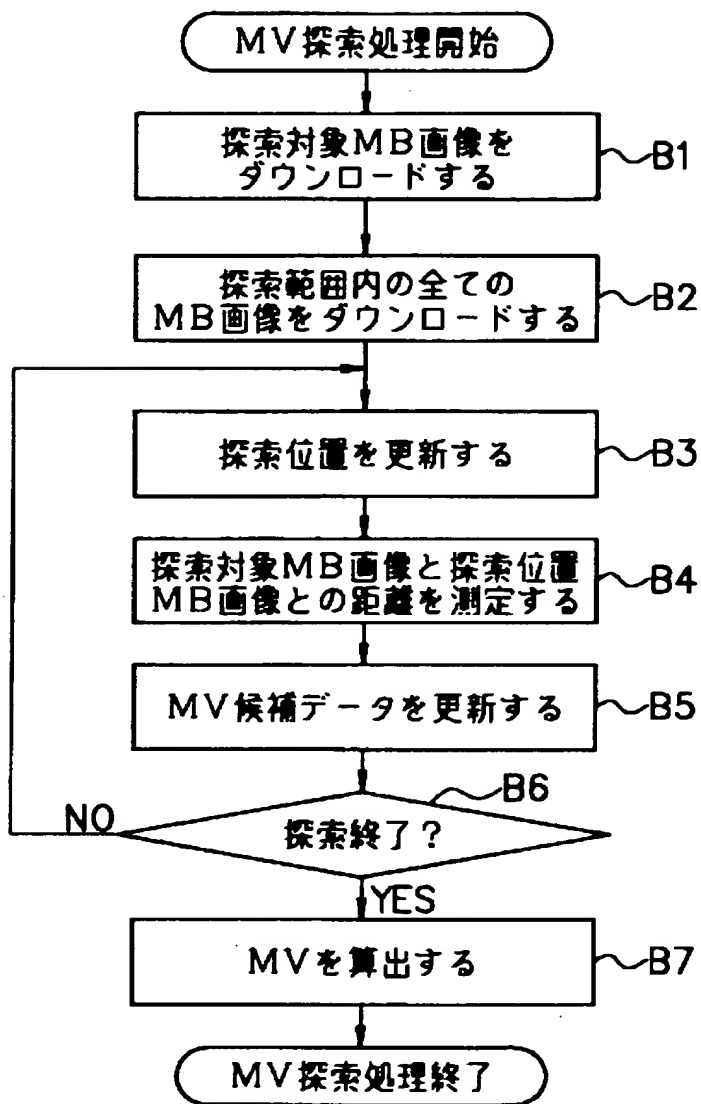 MV探索処理開始
探索対象MB画像を
ダウンロードする
B1
探索範囲内の全ての
MB画像をダウンロードする
B2
探索位置を更新する
B3
探索対象MB画像と探索位置
MB画像との距離を測定する
B4
MV候補データを更新する
B5
B6
探索終了?
NO
YES
MVを算出する
B7
MV探索処理終了